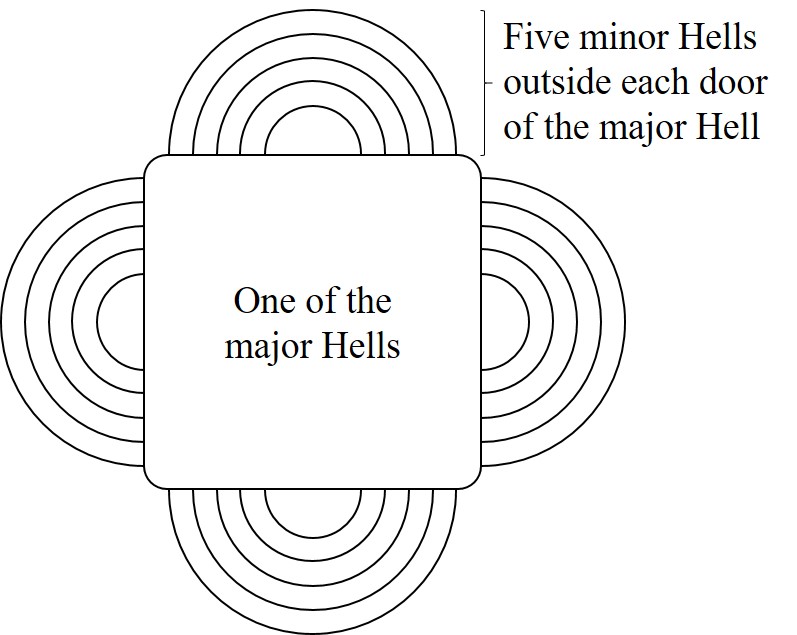 Five minor Hells
outside each door
of the major Hell
One of the
major Hells